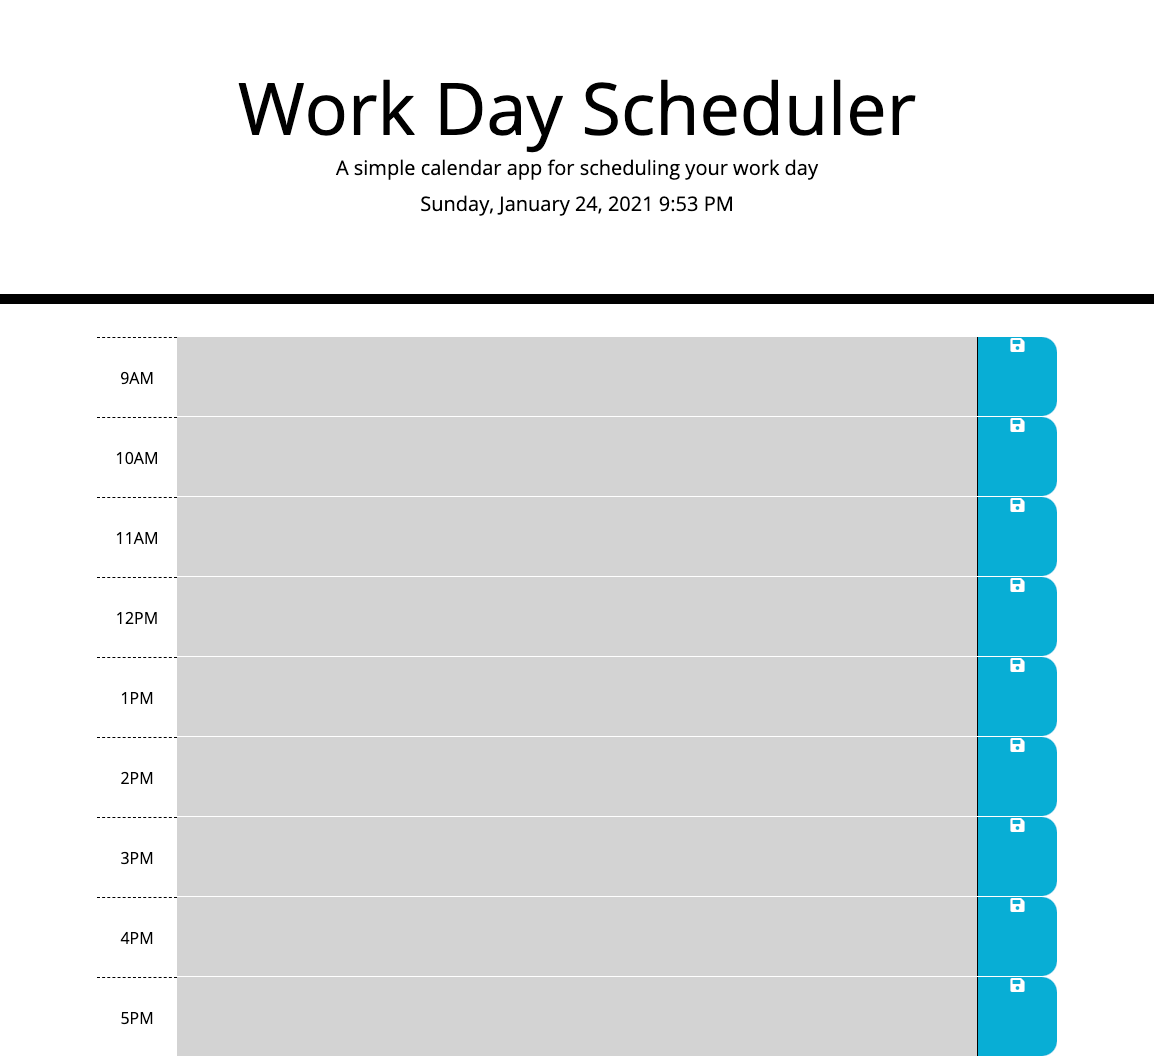 Work Day Scheduler
A simple calendar app for scheduling your work day
Sunday, January 24, 2021 9:53 PM
9AM
10AM
11AM
12PM
1PM
2PM
3PM
4PM
5PM